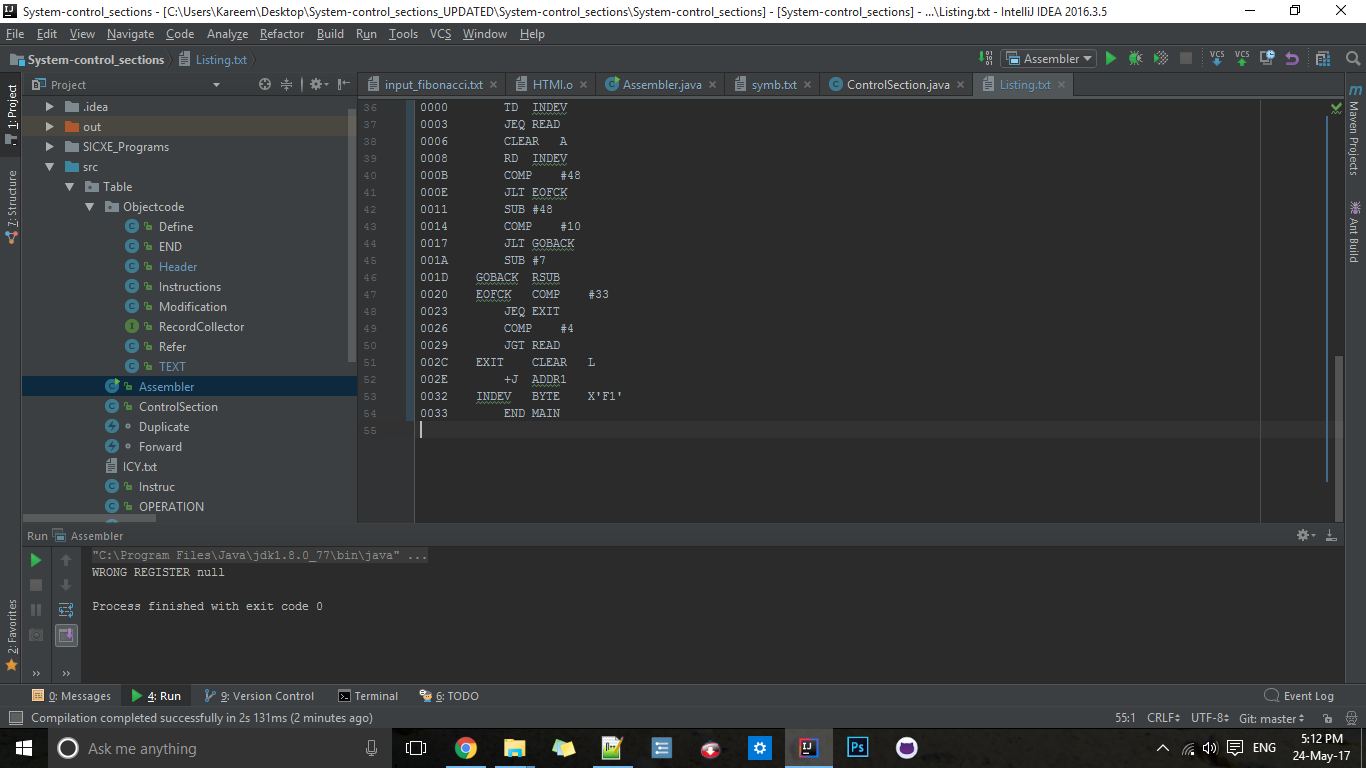 System-control_sections - [C:\Users\Kareem\Desktop\System-control_sections_UPDATED\System-control_sections\System-control_sections] - [System-control_sections] - ...\Listing.txt - IntelliJ IDEA 2016.3.5
File Edit View Navigate Code Analyze Refactor Build Run Tools VCS Window Help
System-control_sections Listing.txt Assembler VCS VCS
Project
input_fibonacci.txt HTMl.o Assembler.java symb.txt ControlSection.java Listing.txt
1: Project
7: Structure
2: Favorites
.idea
out
SICXE_Programs
src
Table
Objectcode
Define
END
Header
Instructions
Modification
RecordCollector
Refer
TEXT
Assembler
ControlSection
Duplicate
Forward
ICY.txt
Instruc
OPERATION
36 0000 TD INDEV
37 0003 JEQ READ
38 0006 CLEAR A
39 0008 RD INDEV
40 000B COMP #48
41 000E JLT EOFCK
42 0011 SUB #48
43 0014 COMP #10
44 0017 JLT GOBACK
45 001A SUB #7
46 001D GOBACK RSUB
47 0020 EOFCK COMP #33
48 0023 JEQ EXIT
49 0026 COMP #4
50 0029 JGT READ
51 002C EXIT CLEAR L
52 002E +J ADDR1
53 0032 INDEV BYTE X'F1'
54 0033 END MAIN
55
Maven Projects
Ant Build
Run Assembler
"C:\Program Files\Java\jdk1.8.0_77\bin\java" ...
WRONG REGISTER null
Process finished with exit code 0
0: Messages 4: Run 9: Version Control Terminal 6: TODO Event Log
Compilation completed successfully in 2s 131ms (2 minutes ago) 55:1 CRLF UTF-8 Git: master
Ask me anything
ENG
5:12 PM
24-May-17